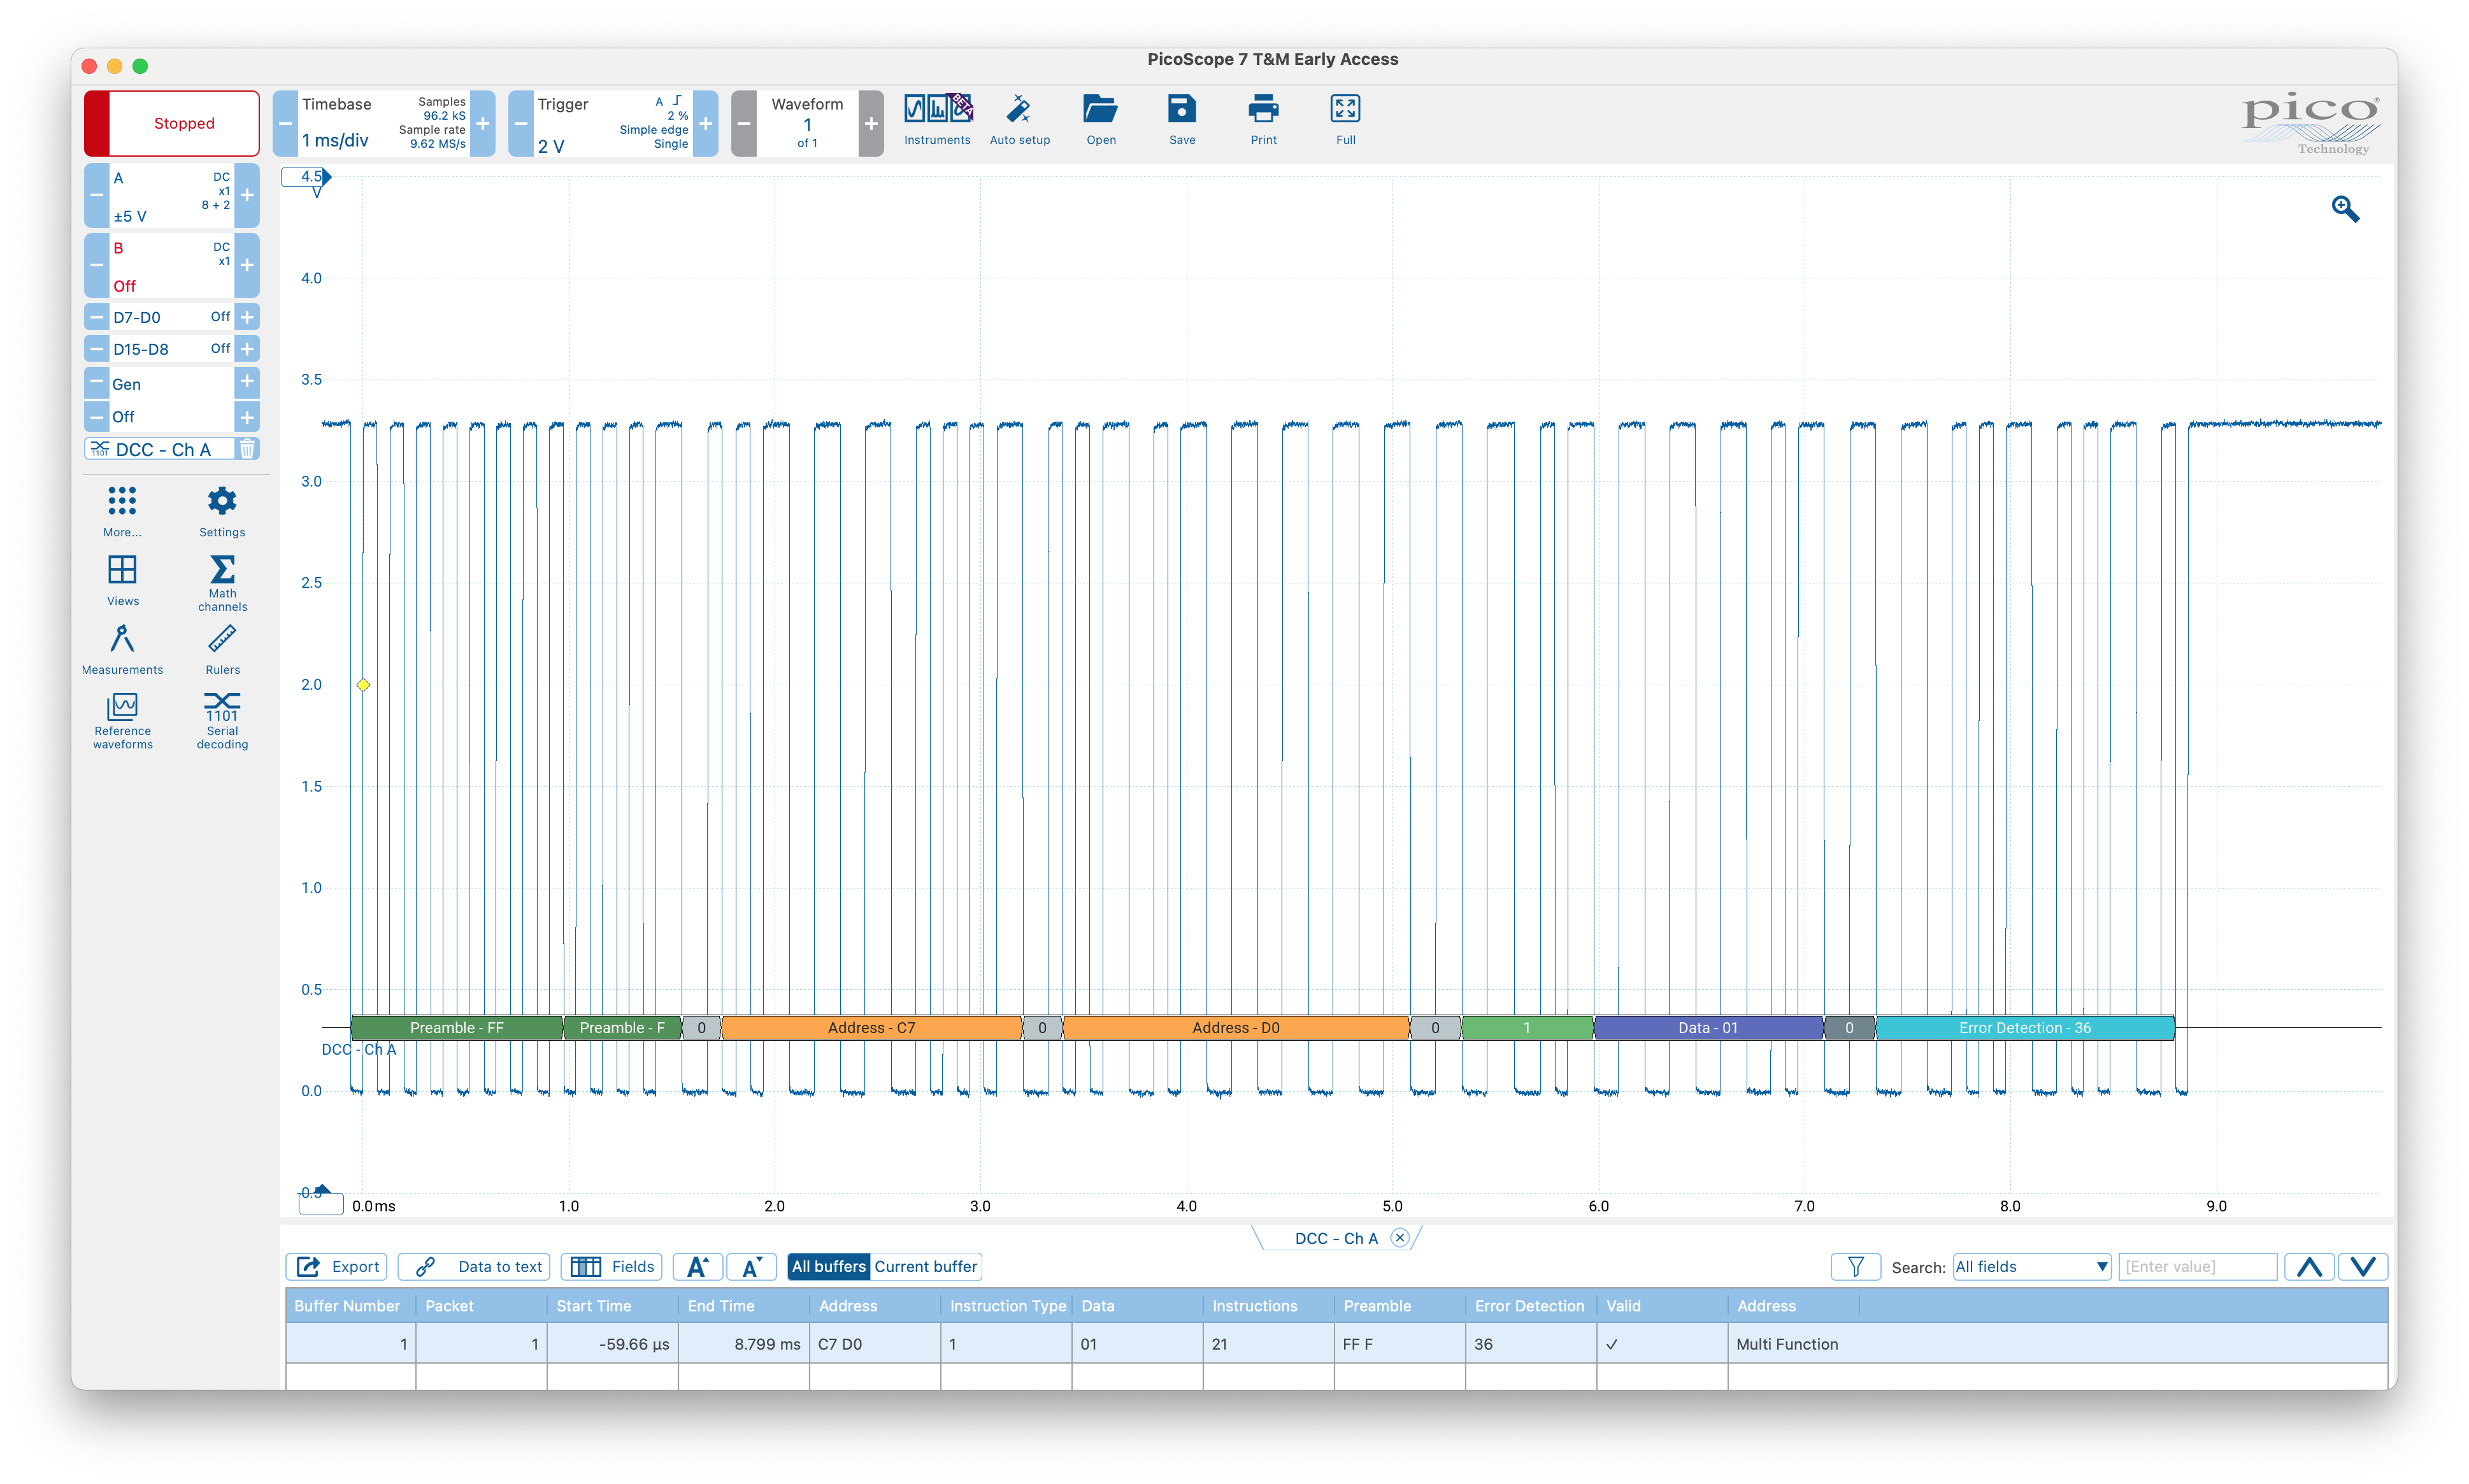 PicoScope 7 T&M Early Access
Stopped
Timebase
1 ms/div
Samples
96.2 kS
Sample rate
9.62 MS/s
Trigger
2 V
A
2 %
Simple edge
Single
Waveform
1
of 1
BETA
Instruments
Auto setup
Open
Save
Print
Full
pico
Technology
A
±5 V
DC
x1
8 + 2
B
Off
DC
x1
D7-D0 Off
D15-D8 Off
Gen
Off
1101
DCC - Ch A
More...
Settings
Views
Math
channels
Measurements
Rulers
Reference
waveforms
1101
Serial
decoding
4.5
V
4.0
3.5
3.0
2.5
2.0
1.5
1.0
0.5
0.0
-0.5
Preamble - FF
Preamble - F
0
Address - C7
0
Address - D0
0
1
Data - 01
0
Error Detection - 36
DCC - Ch A
0.0 ms 1.0 2.0 3.0 4.0 5.0 6.0 7.0 8.0 9.0
DCC - Ch A
Export
Data to text
Fields
A
A
All buffers
Current buffer
Search:
All fields
[Enter value]
Buffer Number Packet Start Time End Time Address Instruction Type Data Instructions Preamble Error Detection Valid Address
1 1 -59.66 µs 8.799 ms C7 D0 1 01 21 FF F 36 ✓ Multi Function